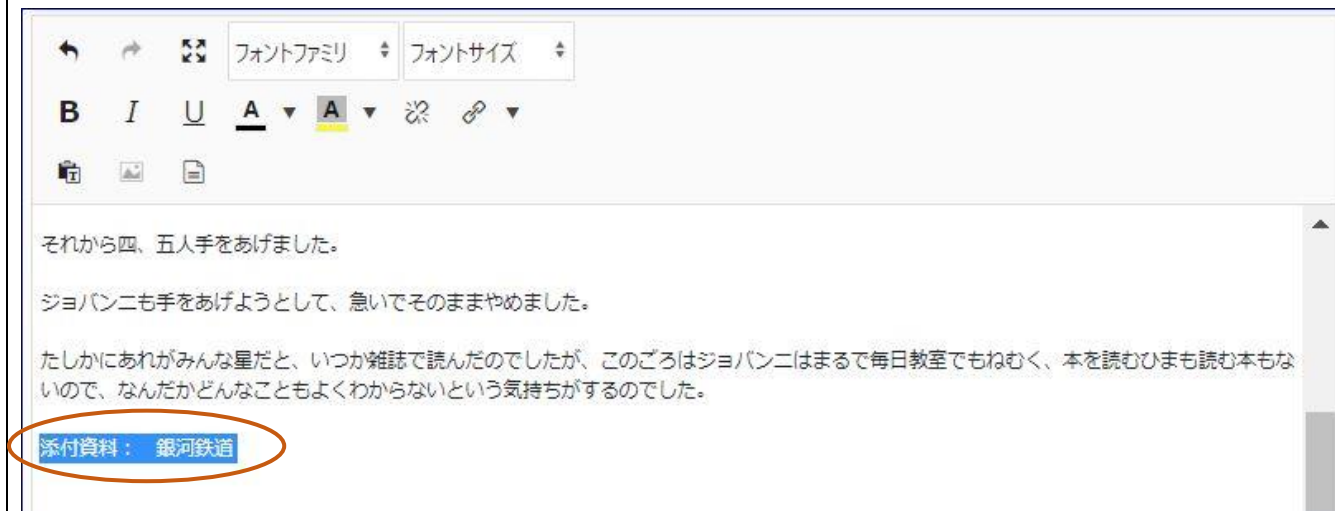 フォントファミリ フォントサイズ
B I U A A
T
それから四、五人手をあげました。
ジョバンニも手をあげようとして、急いでそのままやめました。
たしかにあれがみんな星だと、いつか雑誌で読んだのでしたが、このごろはジョバンニはまるで毎日教室でもねむく、本を読むひまも読む本もな
いので、なんだかどんなこともよくわからないという気持ちがするのでした。
添付資料：　銀河鉄道